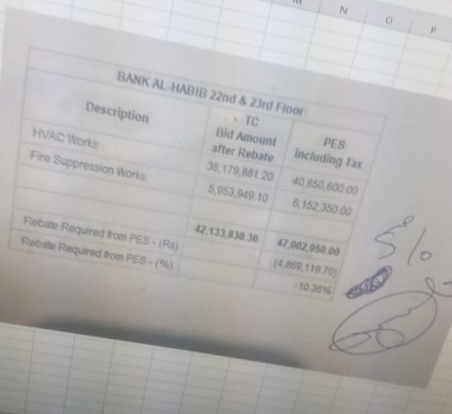 M N O P
BANK AL-HABIB 22nd & 23rd Floor
Description TC Bid Amount after Rebate PES including Tax
HVAC Works 36,179,881.20 40,850,600.00
Fire Suppression Works 5,953,949.10 6,152,350.00
42,133,830.30 47,002,950.00
Rebate Required from PES - (Rs) (4,869,119.70)
Rebate Required from PES - (%) -10.36%
5%